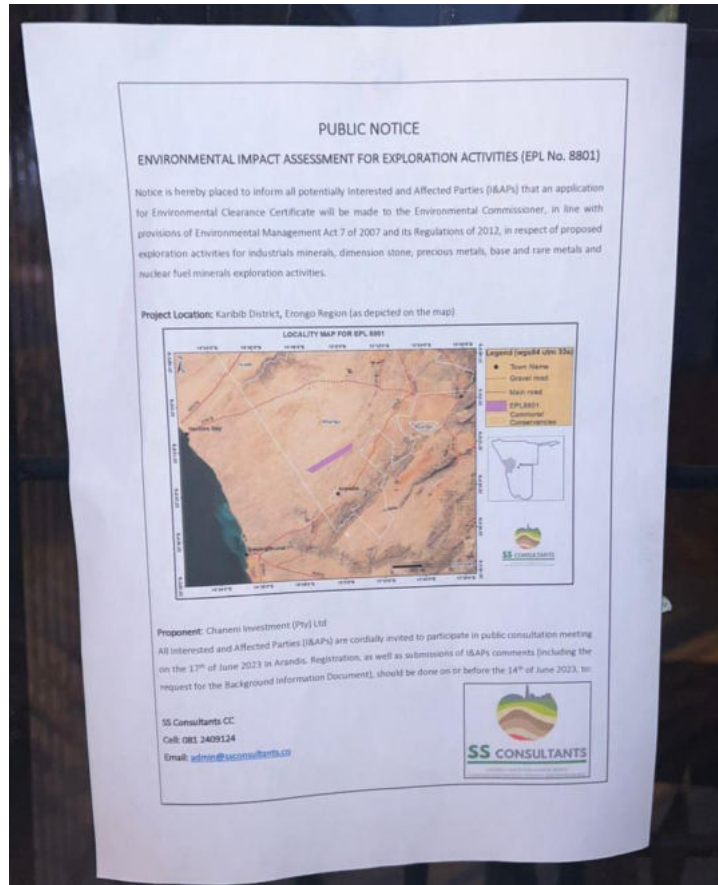 PUBLIC NOTICE
ENVIRONMENTAL IMPACT ASSESSMENT FOR EXPLORATION ACTIVITIES (EPL No. 8801)
Notice is hereby placed to inform all potentially Interested and Affected Parties (I&APs) that an application
for Environmental Clearance Certificate will be made to the Environmental Commissioner, in line with
provisions of Environmental Management Act 7 of 2007 and its Regulations of 2012, in respect of proposed
exploration activities for industrials minerals, dimension stone, precious metals, base and rare metals and
nuclear fuel minerals exploration activities.
Project Location: Karibib District, Erongo Region (as depicted on the map)
LOCALITY MAP FOR EPL 8801
Legend (wgs84 utm 33s)
Town Name
Gravel road
Main road
EPL8801
Communal
Conservancies
SS CONSULTANTS
Proponent: Chaneni Investment (Pty) Ltd
All Interested and Affected Parties (I&APs) are cordially invited to participate in public consultation meeting
on the 17th of June 2023 in Arandis. Registration, as well as submissions of I&APs comments (including the
request for the Background Information Document), should be done on or before the 14th of June 2023, to:
SS Consultants CC
Cell: 081 2409124
Email: admin@ssconsultants.co
SS CONSULTANTS